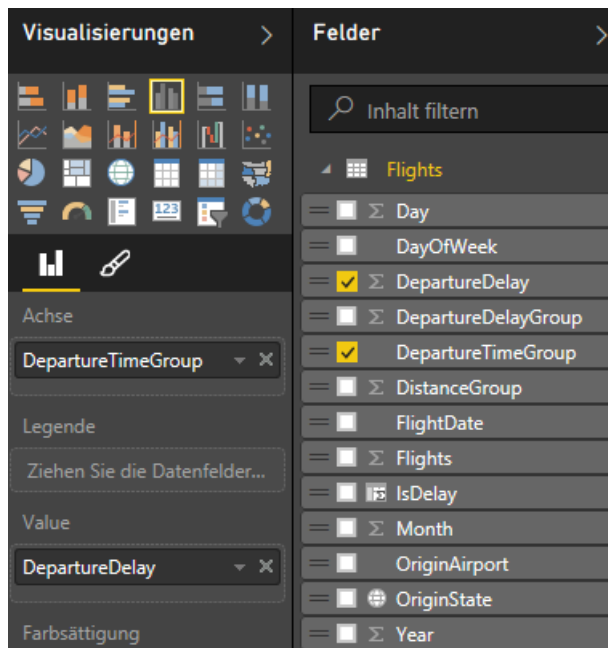 Visualisierungen
Felder
Inhalt filtern
Flights
Day
DayOfWeek
DepartureDelay
DepartureDelayGroup
DepartureTimeGroup
DistanceGroup
FlightDate
Flights
IsDelay
Month
OriginAirport
OriginState
Year
123
Achse
DepartureTimeGroup
Legende
Ziehen Sie die Datenfelder...
Value
DepartureDelay
Farbsättigung